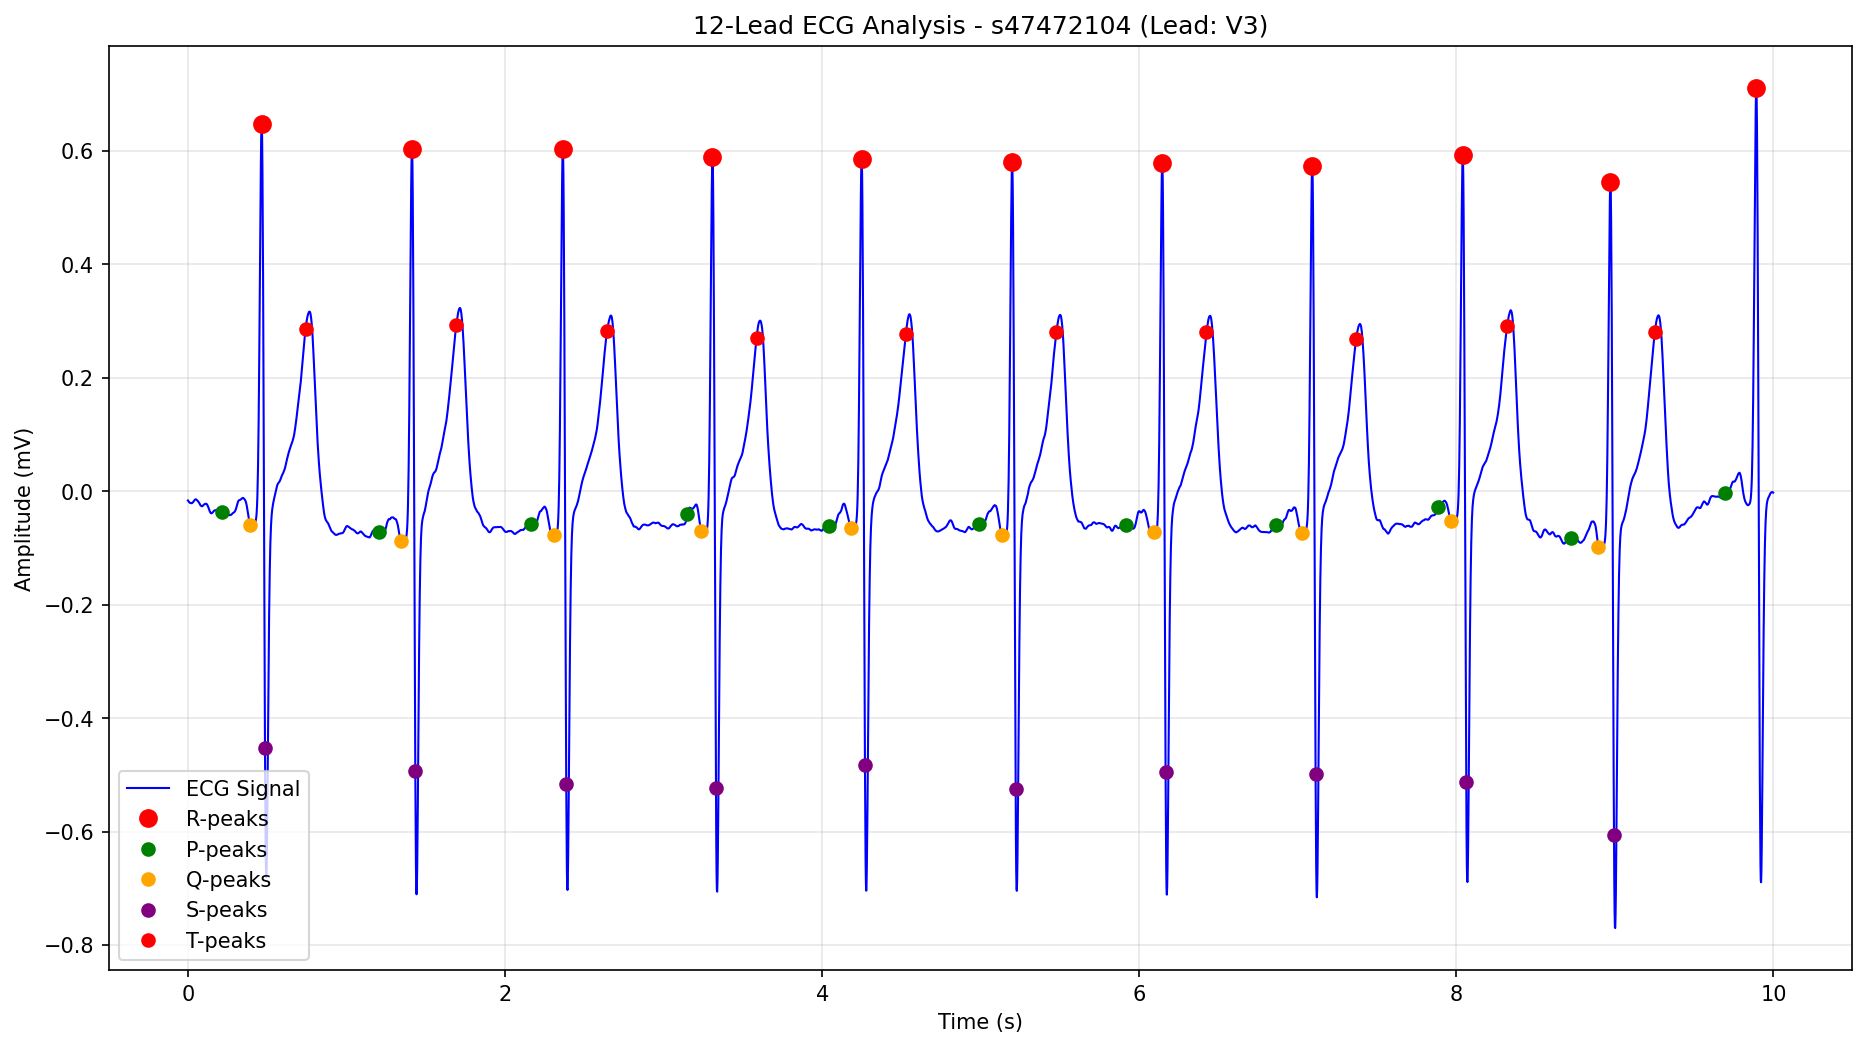 12-Lead ECG Analysis - s47472104 (Lead: V3)
Amplitude (mV)
0.6
0.4
0.2
0.0
−0.2
−0.4
−0.6
−0.8
ECG Signal
R-peaks
P-peaks
Q-peaks
S-peaks
T-peaks
0 2 4 6 8 10
Time (s)